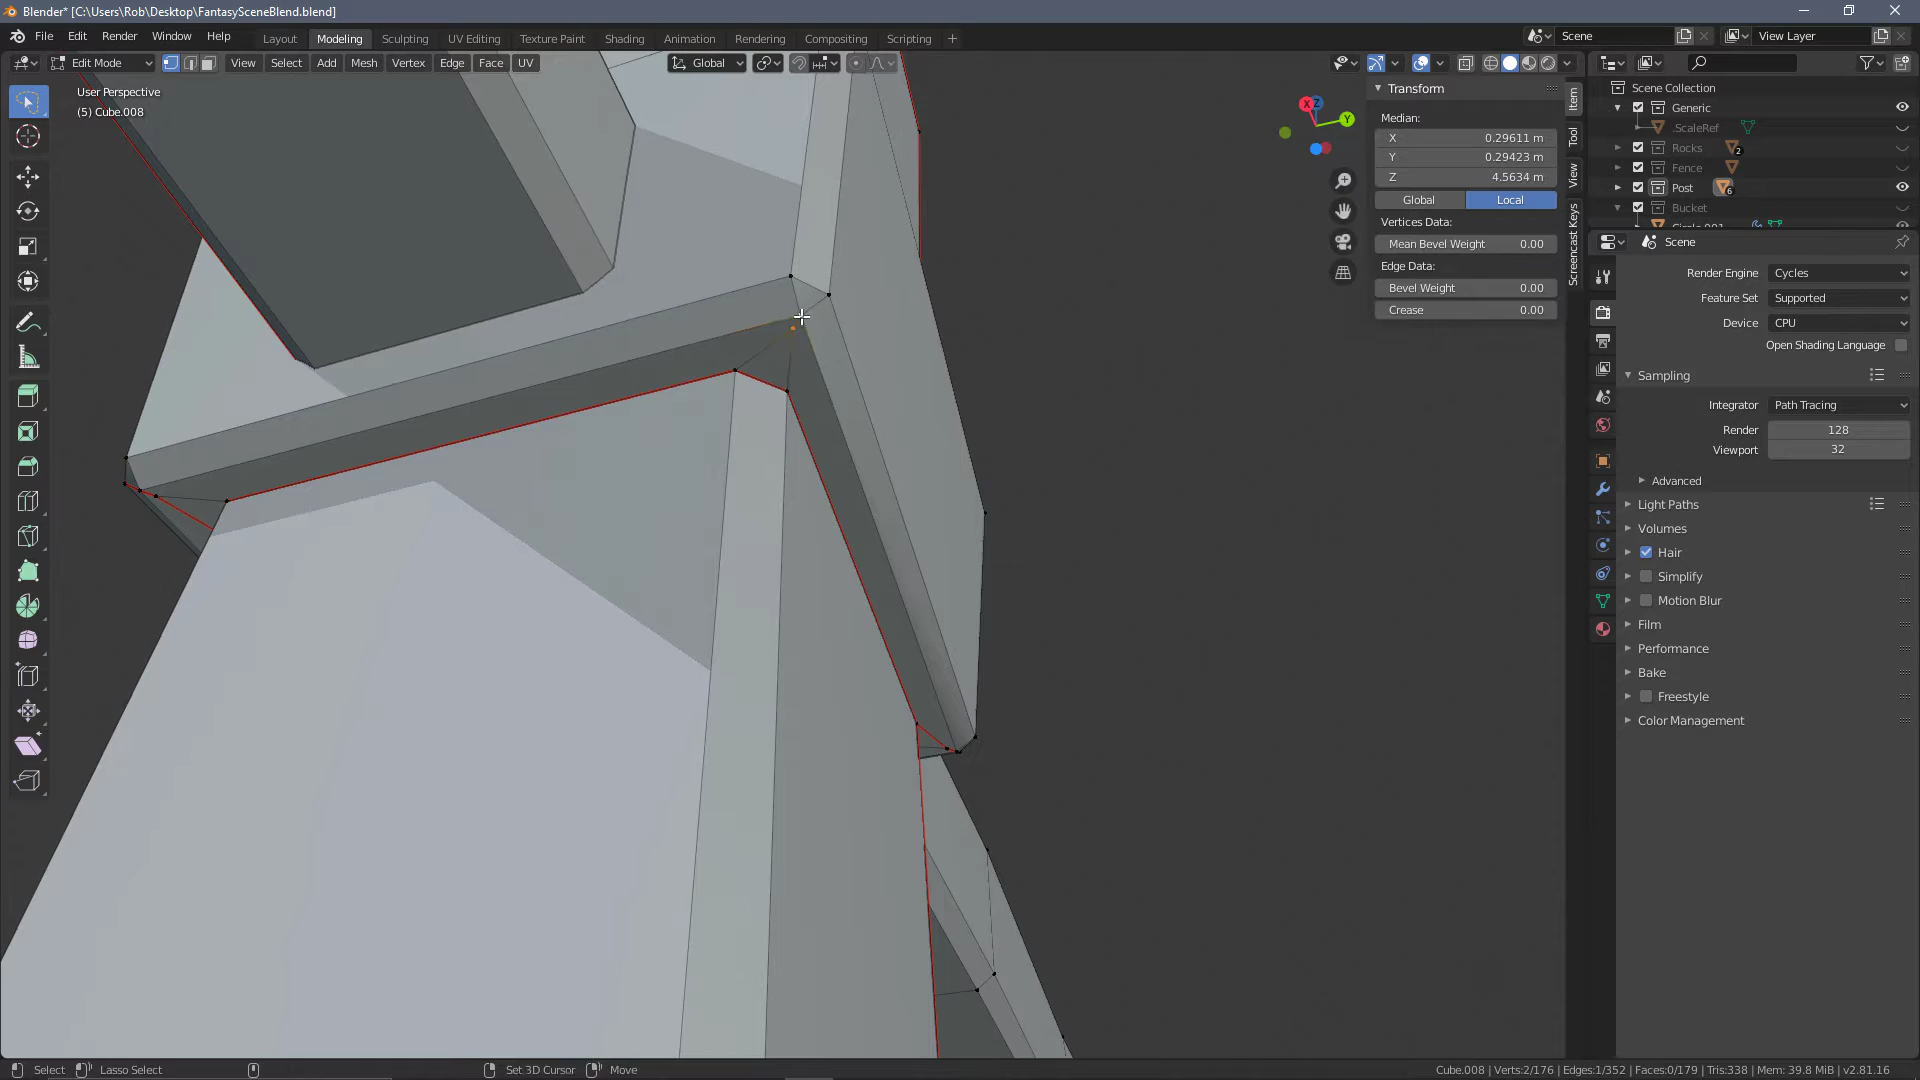 Blender* [C:\Users\Rob\Desktop\FantasySceneBlend.blend]
File Edit Render Window Help
Layout Modeling Sculpting UV Editing Texture Paint Shading Animation Rendering Compositing Scripting
Scene
View Layer
Edit Mode
View Select Add Mesh Vertex Edge Face UV
Global
User Perspective
(5) Cube.008
X Z Y
Transform
Median:
X 0.29611 m
Y 0.29423 m
Z 4.5634 m
Global Local
Vertices Data:
Mean Bevel Weight 0.00
Edge Data:
Bevel Weight 0.00
Crease 0.00
Item
Tool
View
Screencast Keys
Scene Collection
Generic
.ScaleRef
Rocks 2
Fence
Post 6
Bucket
Circle.001
Scene
Render Engine Cycles
Feature Set Supported
Device CPU
Open Shading Language
Sampling
Integrator Path Tracing
Render 128
Viewport 32
Advanced
Light Paths
Volumes
Hair
Simplify
Motion Blur
Film
Performance
Bake
Freestyle
Color Management
Select Lasso Select Set 3D Cursor Move
Cube.008 | Verts:2/176 | Edges:1/352 | Faces:0/179 | Tris:338 | Mem: 39.8 MiB | v2.81.16